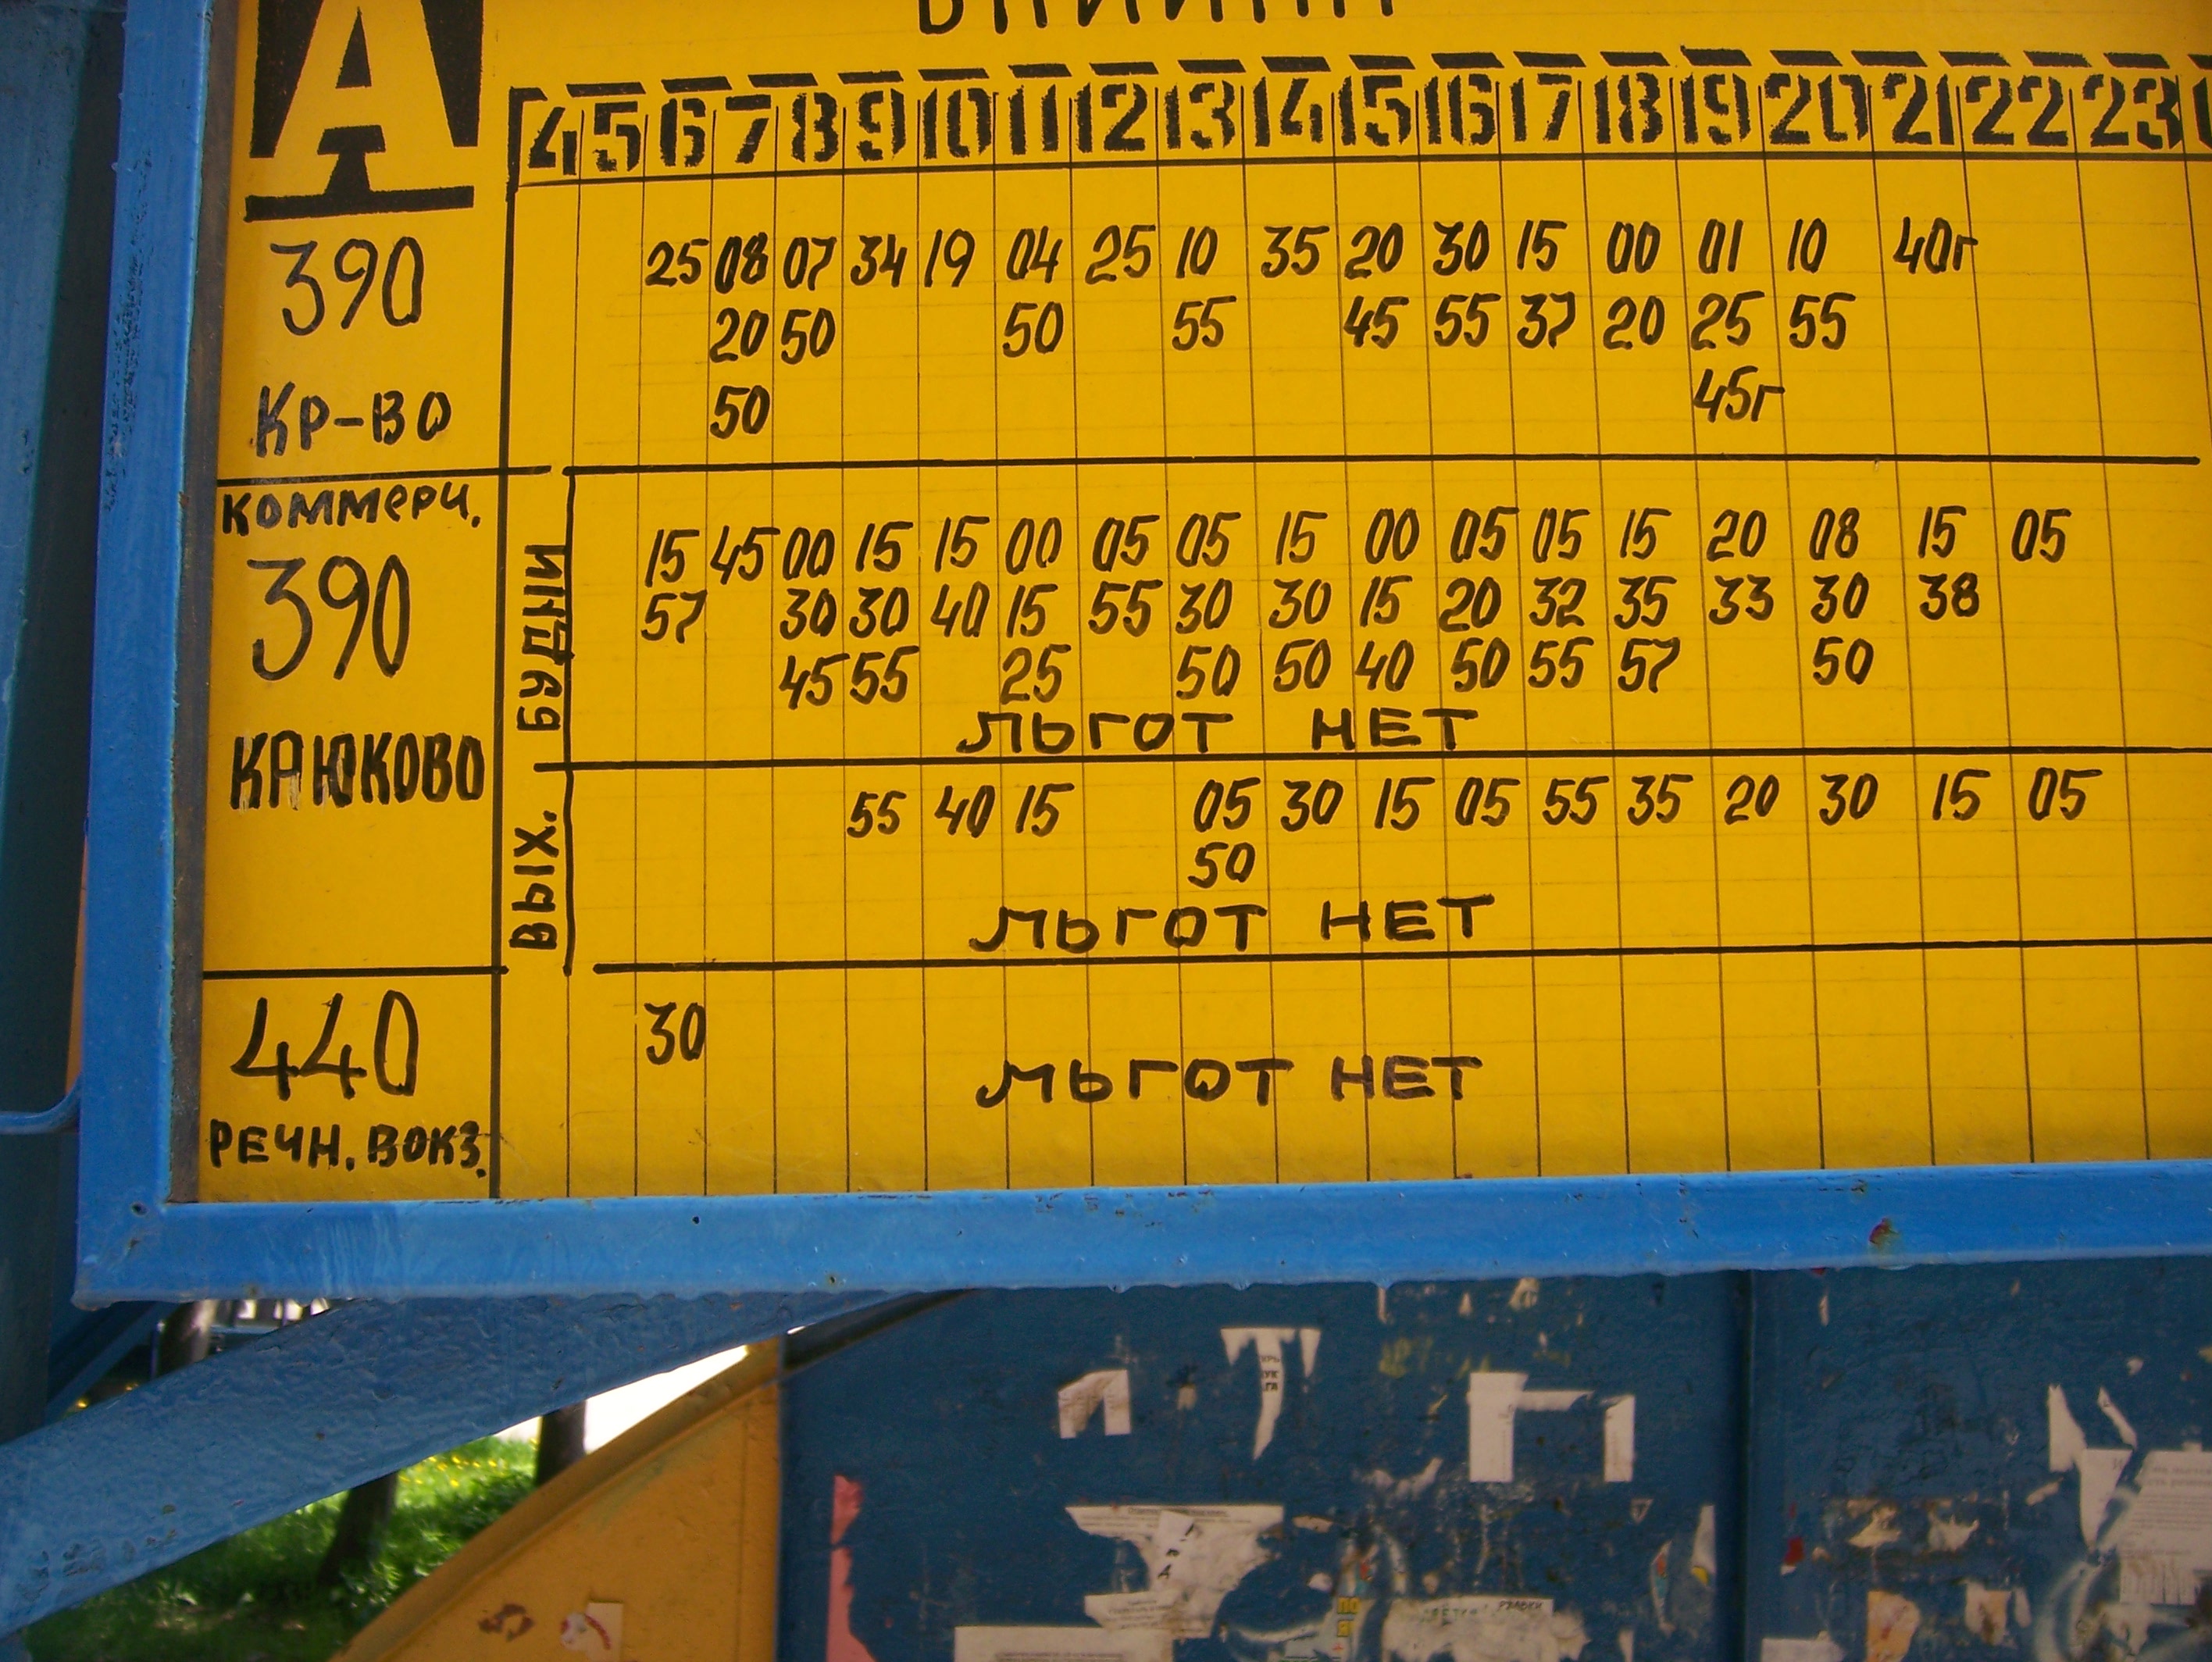 А
4 5 6 7 8 9 10 11 12 13 14 15 16 17 18 19 20 21 22 23
390
25 08 07 34 19 04 25 10 35 20 30 15 00 01 10 40г
20 50 50 55 45 55 37 20 25 55
КР-ВО
50 45г
КОММЕРЧ.
390
КРЮКОВО
БУДНИ
15 45 00 15 15 00 05 05 15 00 05 05 15 20 08 15 05
57 30 30 40 15 55 30 30 15 20 32 35 33 30 38
45 55 25 50 50 40 50 55 57 50
ЛЬГОТ НЕТ
ВЫХ.
55 40 15 05 30 15 05 55 35 20 30 15 05
50
ЛЬГОТ НЕТ
440
30
ЛЬГОТ НЕТ
РЕЧН. ВОКЗ.